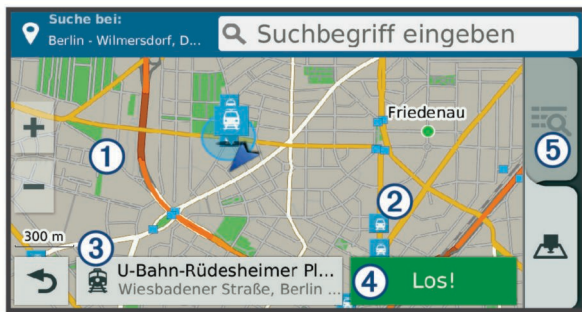 Suche bei:
Berlin - Wilmersdorf, D...
Suchbegriff eingeben
+
Friedenau
1
5
−
2
300 m
3
U-Bahn-Rüdesheimer Pl...
Wiesbadener Straße, Berlin ...
4
Los!